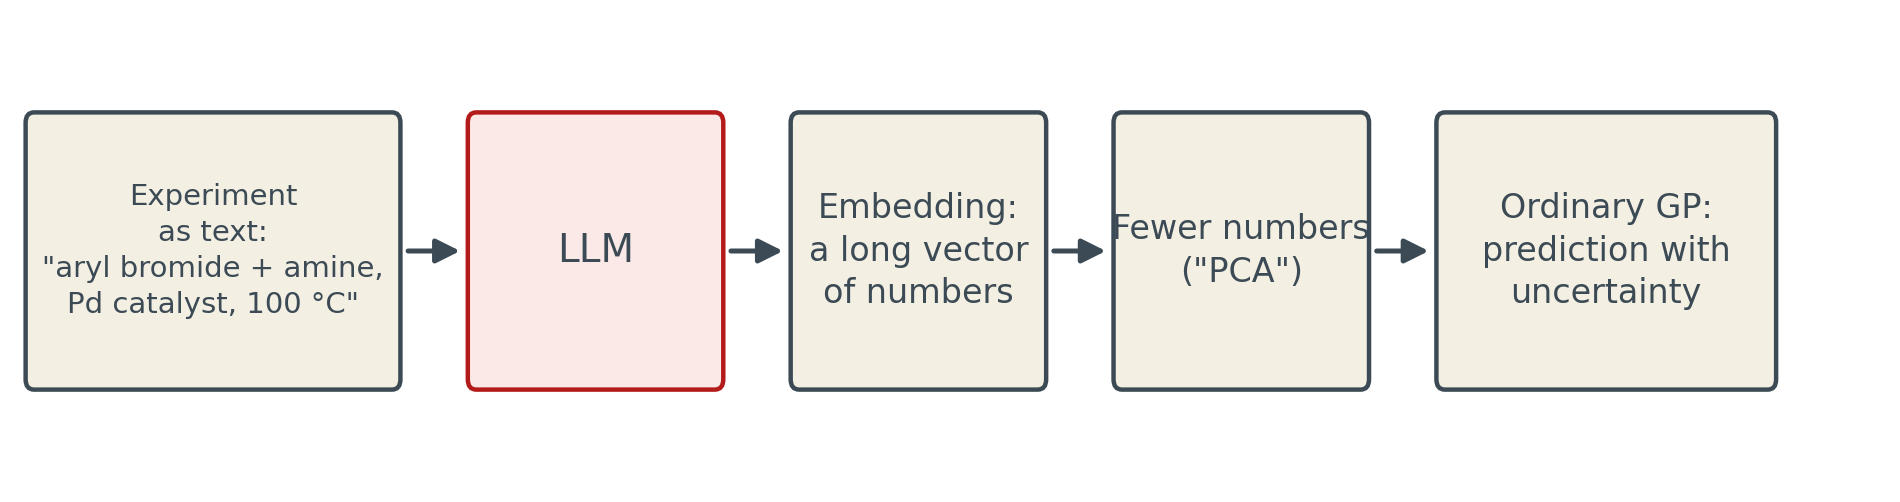 Experiment
as text:
"aryl bromide + amine,
Pd catalyst, 100 °C"
LLM
Embedding:
a long vector
of numbers
Fewer numbers
("PCA")
Ordinary GP:
prediction with
uncertainty